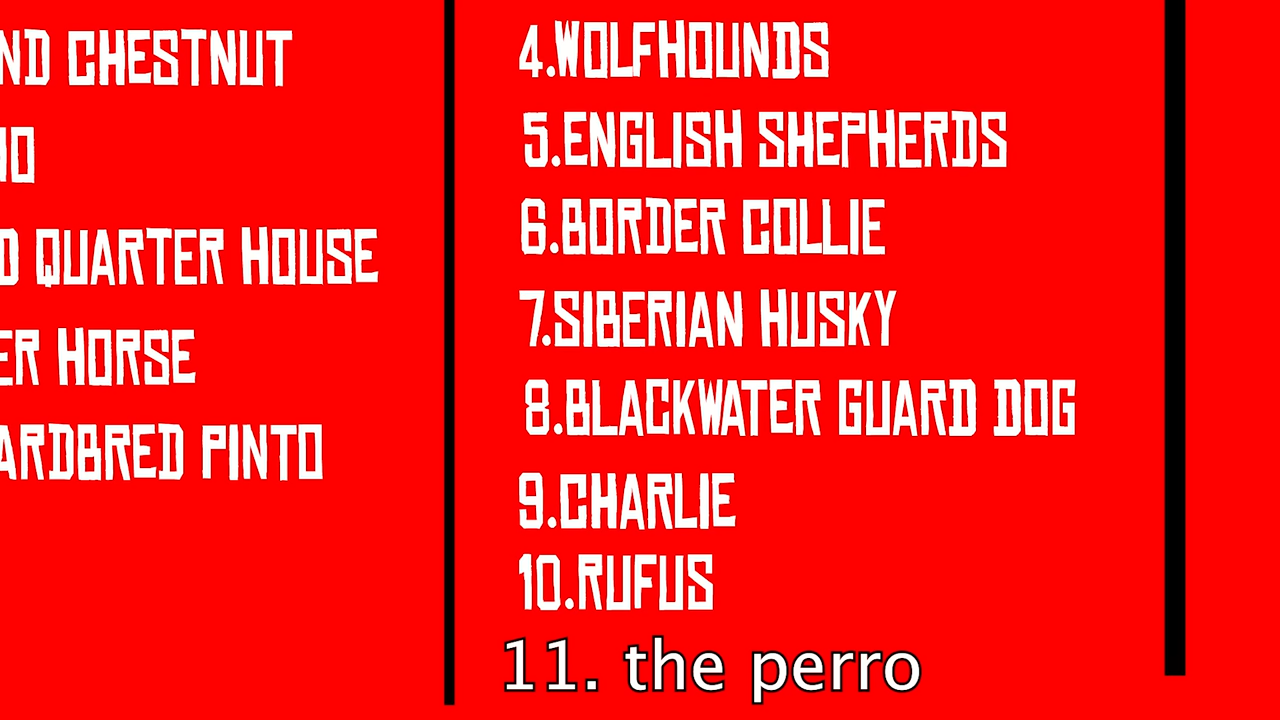 ND CHESTNUT
NO
D QUARTER HOUSE
ER HORSE
ARDBRED PINTO
4.WOLFHOUNDS
5.ENGLISH SHEPHERDS
6.BORDER COLLIE
7.SIBERIAN HUSKY
8.BLACKWATER GUARD DOG
9.CHARLIE
10.RUFUS
11. the perro